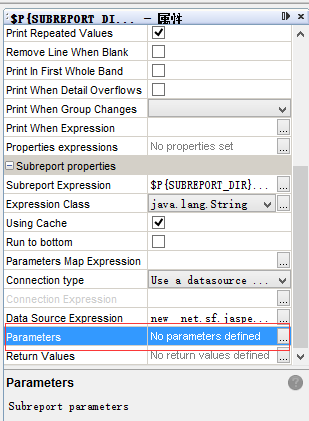 $P{SUBREPORT_DI... — 属性
Print Repeated Values
Remove Line When Blank
Print In First Whole Band
Print When Detail Overflows
Print When Group Changes
Print When Expression ...
Properties expressions No properties set ...
Subreport properties
Subreport Expression $P{SUBREPORT_DIR}... ...
Expression Class java.lang.String
Using Cache
Run to bottom
Parameters Map Expression ...
Connection type Use a datasource ...
Connection Expression ...
Data Source Expression new net.sf.jaspe... ...
Parameters No parameters defined ...
Return Values No return values defined ...
Parameters ?
Subreport parameters